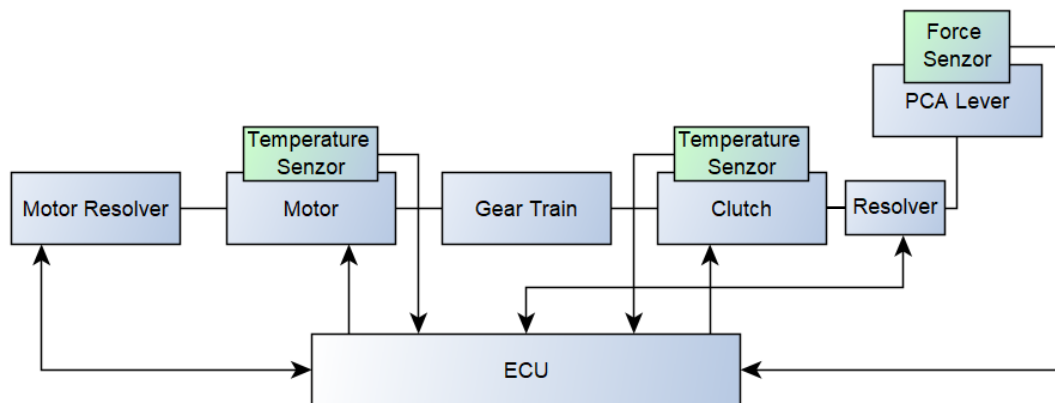 Force
Senzor
PCA Lever
Temperature
Senzor
Temperature
Senzor
Motor Resolver
Motor
Gear Train
Clutch
Resolver
ECU